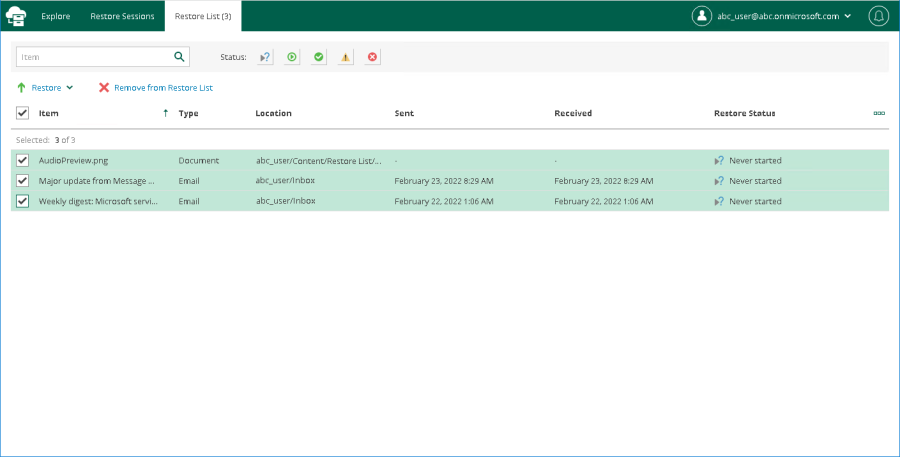 Explore Restore Sessions Restore List (3) abc_user@abc.onmicrosoft.com
Item Status:
Restore Remove from Restore List
Item Type Location Sent Received Restore Status
Selected: 3 of 3
AudioPreview.png Document abc_user/Content/Restore List/... - - Never started
Major update from Message ... Email abc_user/Inbox February 23, 2022 8:29 AM February 23, 2022 8:29 AM Never started
Weekly digest: Microsoft servi... Email abc_user/Inbox February 22, 2022 1:06 AM February 22, 2022 1:06 AM Never started